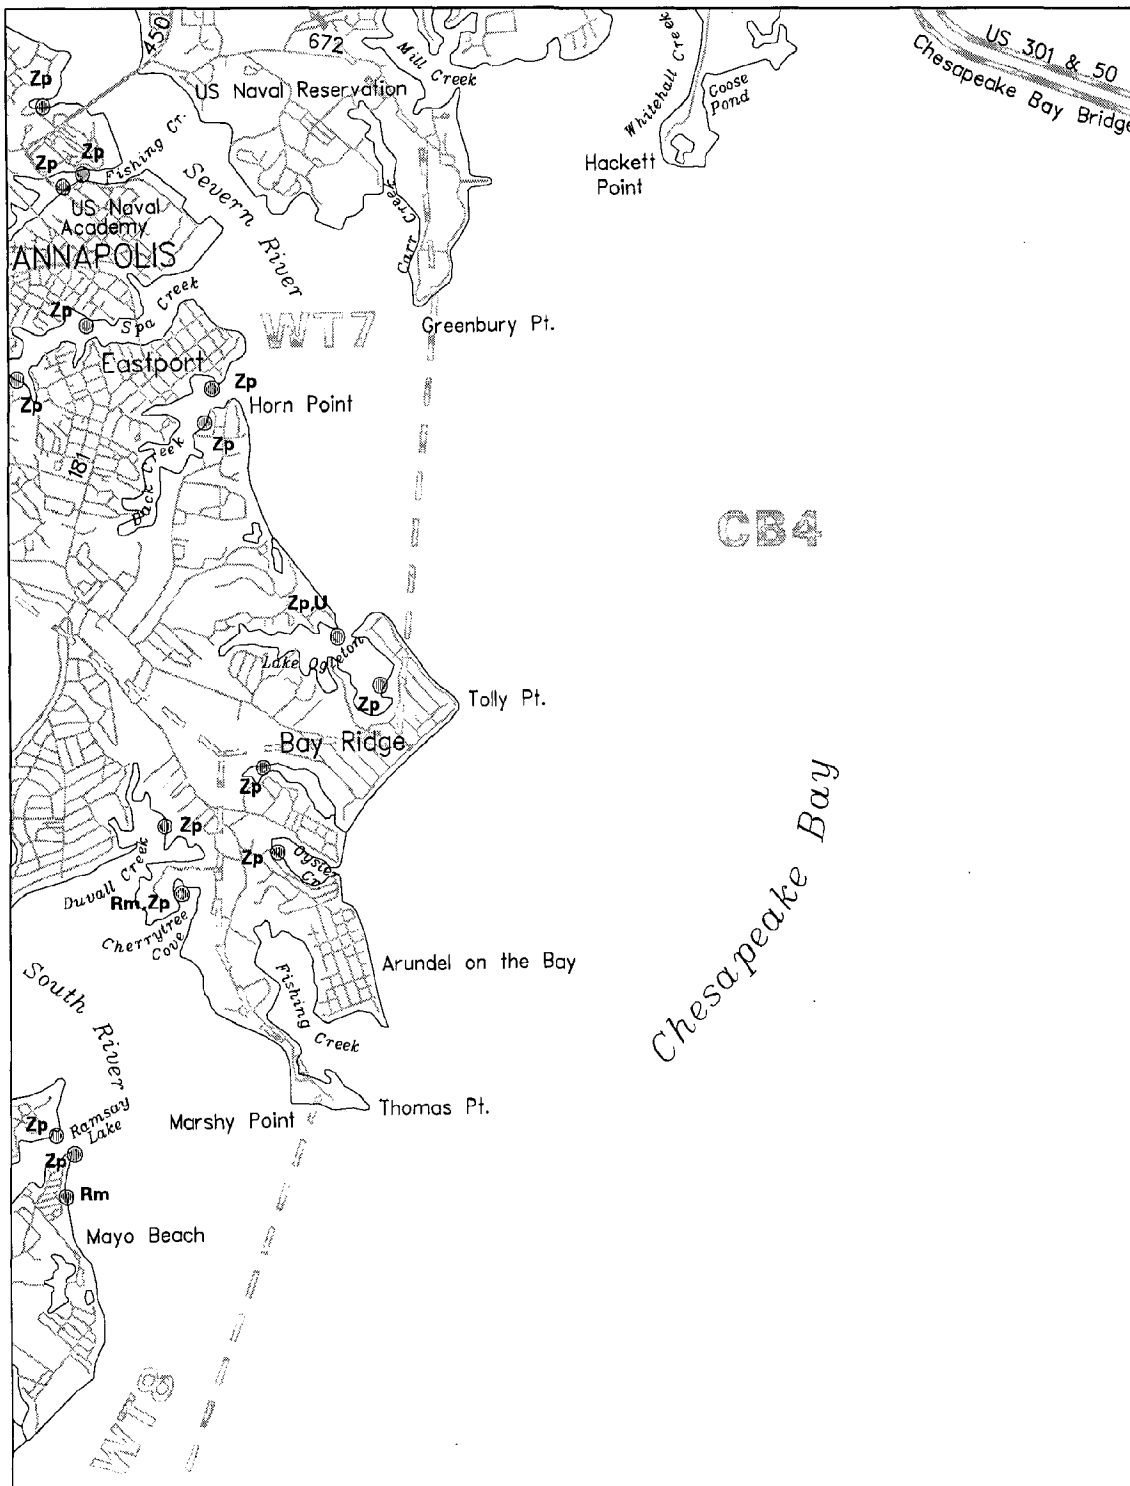 450
672
Mill Creek
Whitehall Creek
Goose
Pond
US 301 & 50
Chesapeake Bay Bridge
Zp
US Naval Reservation
Fishing Cr.
Zp
Zp
Severn River
Hackett
Point
US Naval
Academy
ANNAPOLIS
Carr Creek
Spa Creek
Zp
WT7
Greenbury Pt.
Eastport
Zp
Zp
Horn Point
Zp
181
Back Creek
CB4
Zp,U
Lake Ogleton
Zp
Tolly Pt.
Bay Ridge
Zp
Zp
Zp
Oyster
Cr.
Duvall Creek
Rm,Zp
Cherrytree
Cove
Chesapeake Bay
Arundel on the Bay
Fishing Creek
South River
Thomas Pt.
Marshy Point
Zp
Ramsay
Lake
Zp
Rm
Mayo Beach
WT8